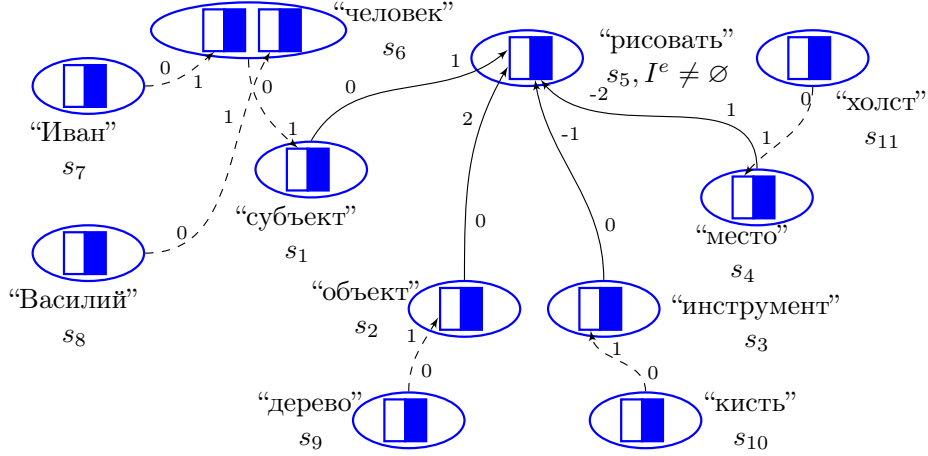 “человек”
s6
“рисовать”
s5, I^e ≠ ∅
“холст”
s11
“Иван”
s7
“субъект”
s1
“место”
s4
“Василий”
s8
“объект”
s2
“инструмент”
s3
“дерево”
s9
“кисть”
s10
0
1
0
1
1
0
0
1
2
0
-1
0
-2
1
0
1
1
0
1
0